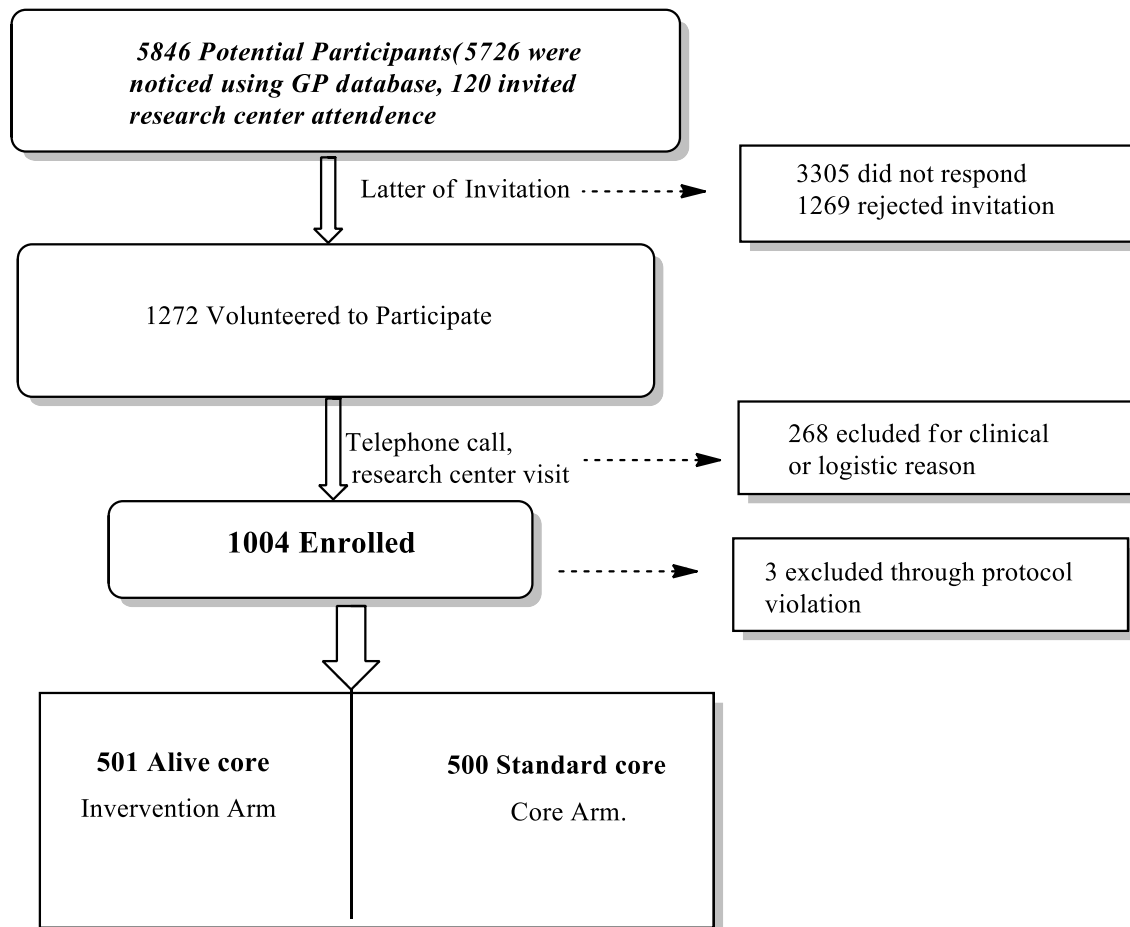 5846 Potential Participants(5726 were
noticed using GP database, 120 invited
research center attendence
Latter of Invitation
3305 did not respond
1269 rejected invitation
1272 Volunteered to Participate
Telephone call,
research center visit
268 ecluded for clinical
or logistic reason
1004 Enrolled
3 excluded through protocol
violation
501 Alive core
Invervention Arm
500 Standard core
Core Arm.